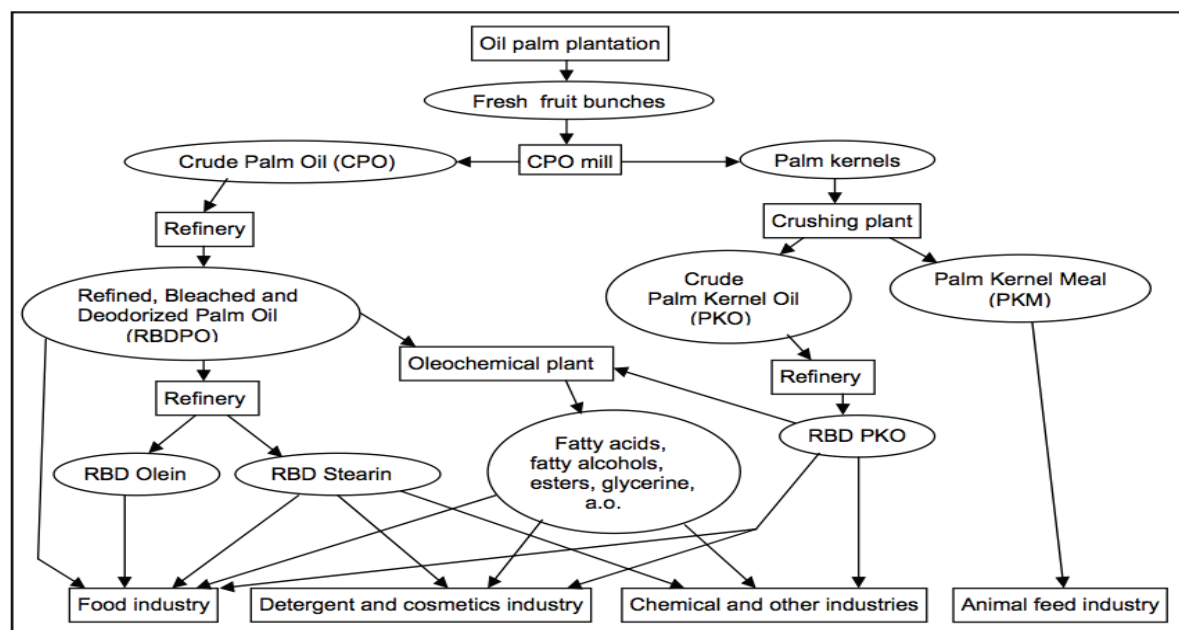 Oil palm plantation
Fresh fruit bunches
Crude Palm Oil (CPO)
CPO mill
Palm kernels
Refinery
Crushing plant
Refined, Bleached and
Deodorized Palm Oil
(RBDPO)
Crude
Palm Kernel Oil
(PKO)
Palm Kernel Meal
(PKM)
Oleochemical plant
Refinery
Refinery
RBD Olein
RBD Stearin
Fatty acids,
fatty alcohols,
esters, glycerine,
a.o.
RBD PKO
Food industry
Detergent and cosmetics industry
Chemical and other industries
Animal feed industry